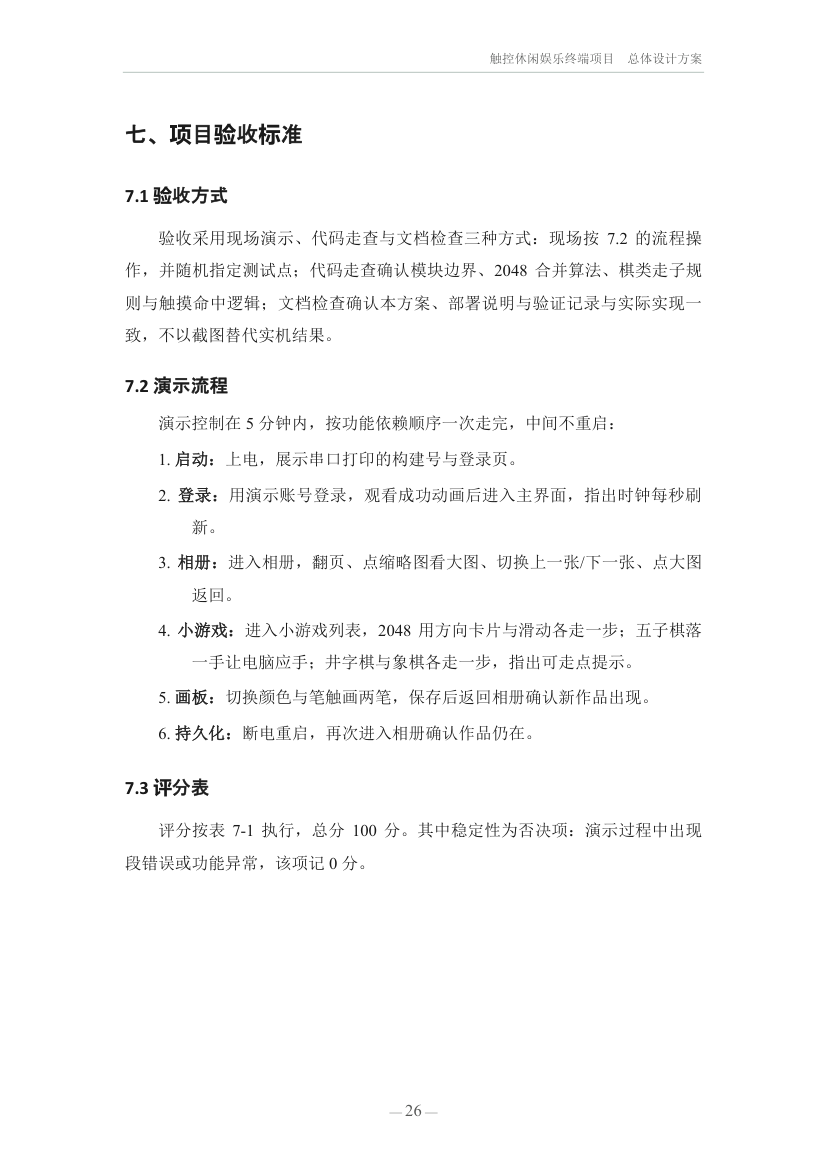 触控休闲娱乐终端项目　总体设计方案
七、项目验收标准
7.1 验收方式
验收采用现场演示、代码走查与文档检查三种方式：现场按 7.2 的流程操
作，并随机指定测试点；代码走查确认模块边界、2048 合并算法、棋类走子规
则与触摸命中逻辑；文档检查确认本方案、部署说明与验证记录与实际实现一
致，不以截图替代实机结果。
7.2 演示流程
演示控制在 5 分钟内，按功能依赖顺序一次走完，中间不重启：
1. 启动：上电，展示串口打印的构建号与登录页。
2. 登录：用演示账号登录，观看成功动画后进入主界面，指出时钟每秒刷
新。
3. 相册：进入相册，翻页、点缩略图看大图、切换上一张/下一张、点大图
返回。
4. 小游戏：进入小游戏列表，2048 用方向卡片与滑动各走一步；五子棋落
一手让电脑应手；井字棋与象棋各走一步，指出可走点提示。
5. 画板：切换颜色与笔触画两笔，保存后返回相册确认新作品出现。
6. 持久化：断电重启，再次进入相册确认作品仍在。
7.3 评分表
评分按表 7-1 执行，总分 100 分。其中稳定性为否决项：演示过程中出现
段错误或功能异常，该项记 0 分。
— 26 —